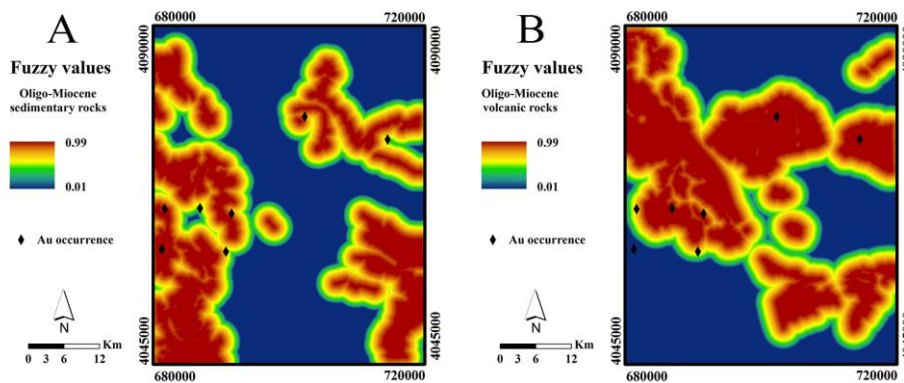 A
Fuzzy values
Oligo-Miocene
sedimentary rocks
0.99
0.01
Au occurrence
N
0 3 6 12 Km
680000
720000
4090000
4090000
4045000
4045000
680000
720000
B
Fuzzy values
Oligo-Miocene
volcanic rocks
0.99
0.01
Au occurrence
N
0 3 6 12 Km
680000
720000
4090000
4090000
4045000
4045000
680000
720000